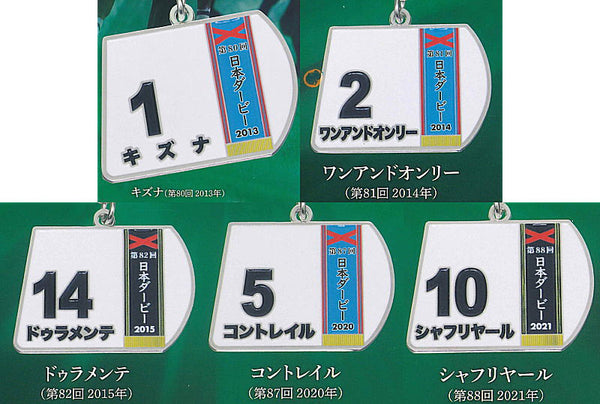 第80回
日本ダービー
2013
1
キズナ
キズナ(第80回 2013年)
第81回
日本ダービー
2014
2
ワンアンドオンリー
ワンアンドオンリー
(第81回 2014年)
第82回
日本ダービー
2015
14
ドゥラメンテ
ドゥラメンテ
(第82回 2015年)
第87回
日本ダービー
2020
5
コントレイル
コントレイル
(第87回 2020年)
第88回
日本ダービー
2021
10
シャフリヤール
シャフリヤール
(第88回 2021年)